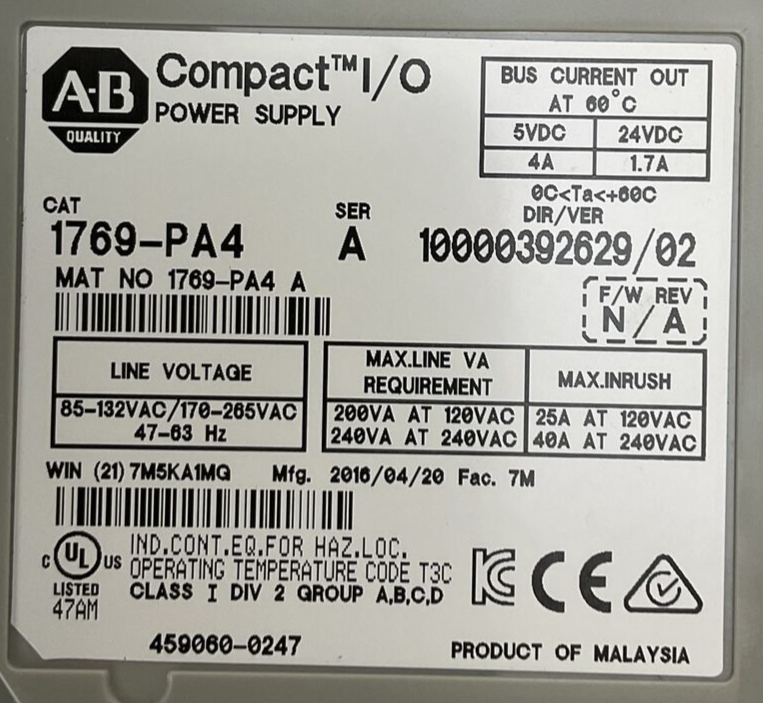 A-B
QUALITY
Compact™ I/O
POWER SUPPLY
BUS CURRENT OUT
AT 60°C
5VDC 24VDC
4A 1.7A
0C<Ta<+60C
CAT
1769-PA4
SER
A
DIR/VER
10000392629/02
MAT NO 1769-PA4 A
F/W REV
N/A
LINE VOLTAGE
85-132VAC/170-265VAC
47-63 Hz
MAX.LINE VA
REQUIREMENT
MAX.INRUSH
200VA AT 120VAC 25A AT 120VAC
240VA AT 240VAC 40A AT 240VAC
WIN (21) 7M5KA1MQ Mfg. 2016/04/20 Fac. 7M
C UL US
LISTED
47AM
IND.CONT.EQ.FOR HAZ.LOC.
OPERATING TEMPERATURE CODE T3C
CLASS I DIV 2 GROUP A,B,C,D
CE
459060-0247
PRODUCT OF MALAYSIA